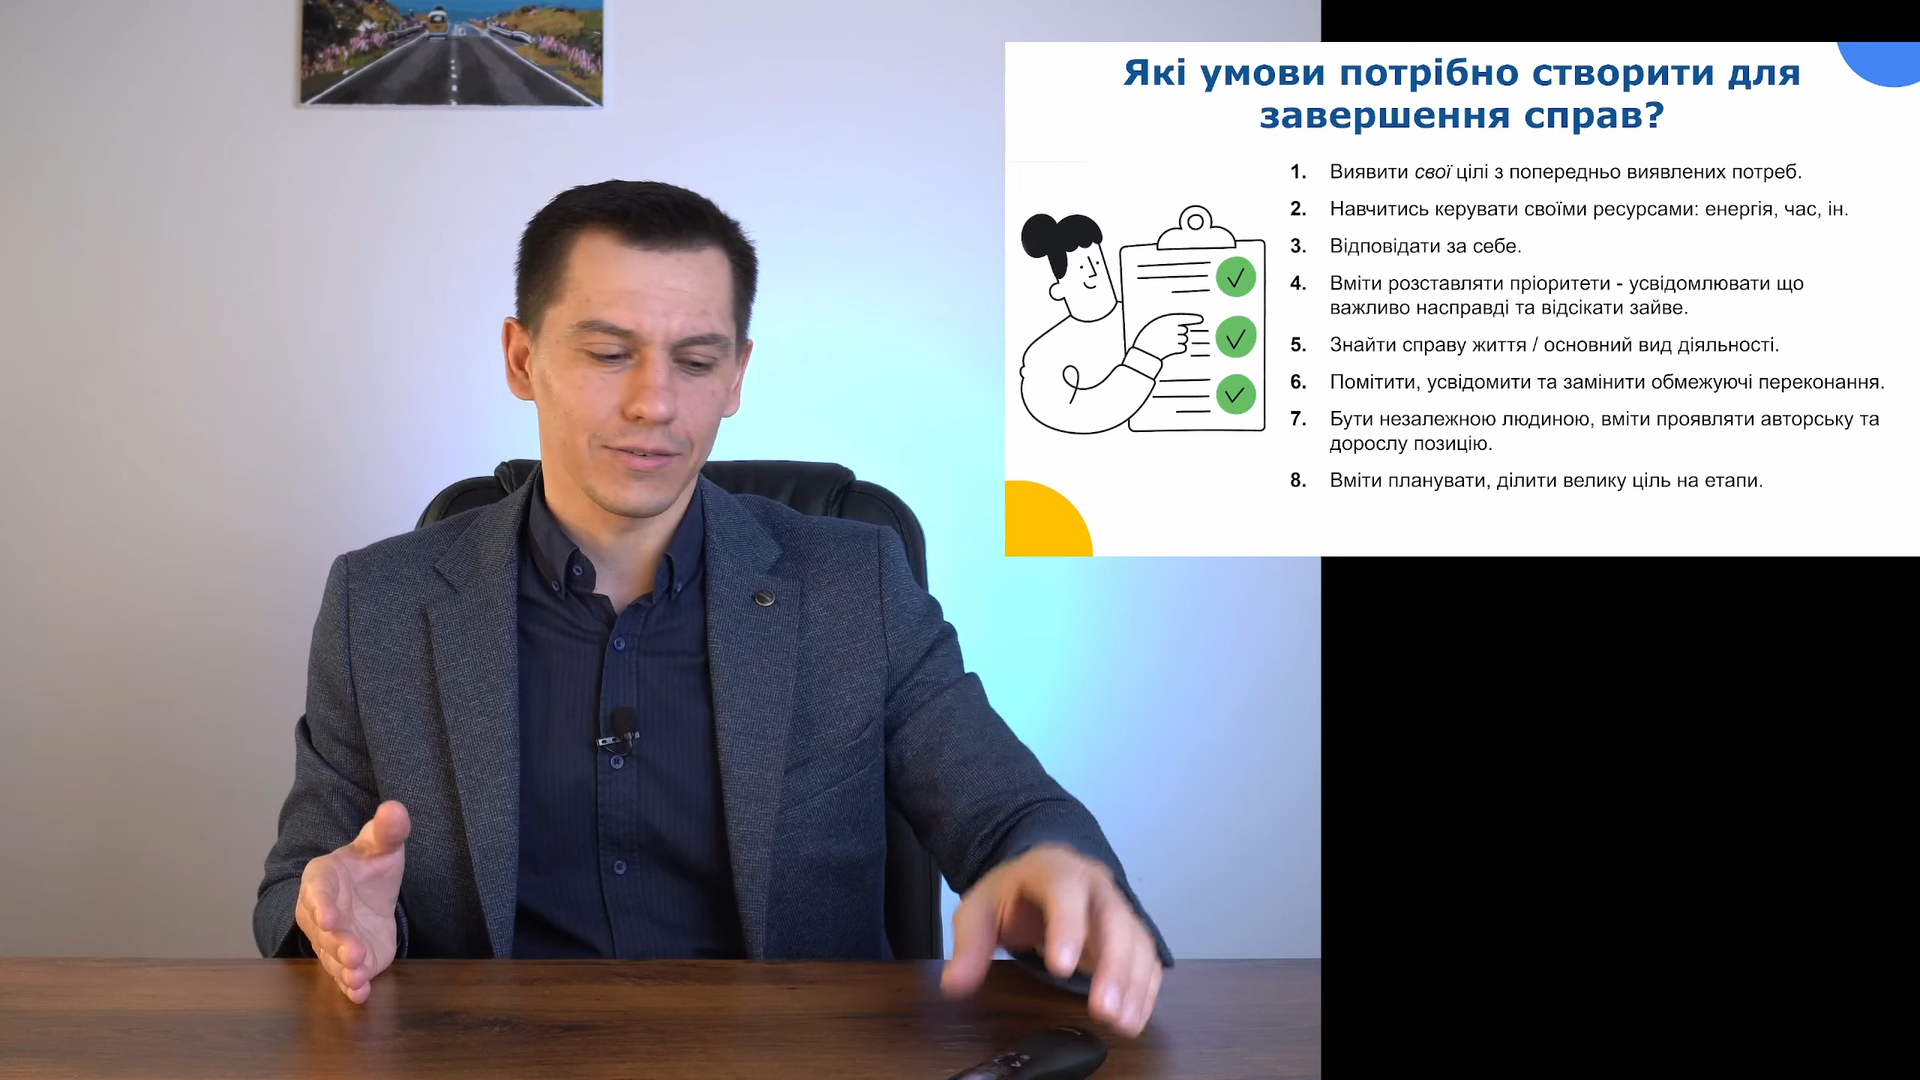 Які умови потрібно створити для
завершення справ?
1. Виявити свої цілі з попередньо виявлених потреб.
2. Навчитись керувати своїми ресурсами: енергія, час, ін.
3. Відповідати за себе.
4. Вміти розставляти пріоритети - усвідомлювати що
важливо насправді та відсікати зайве.
5. Знайти справу життя / основний вид діяльності.
6. Помітити, усвідомити та замінити обмежуючі переконання.
7. Бути незалежною людиною, вміти проявляти авторську та
дорослу позицію.
8. Вміти планувати, ділити велику ціль на етапи.